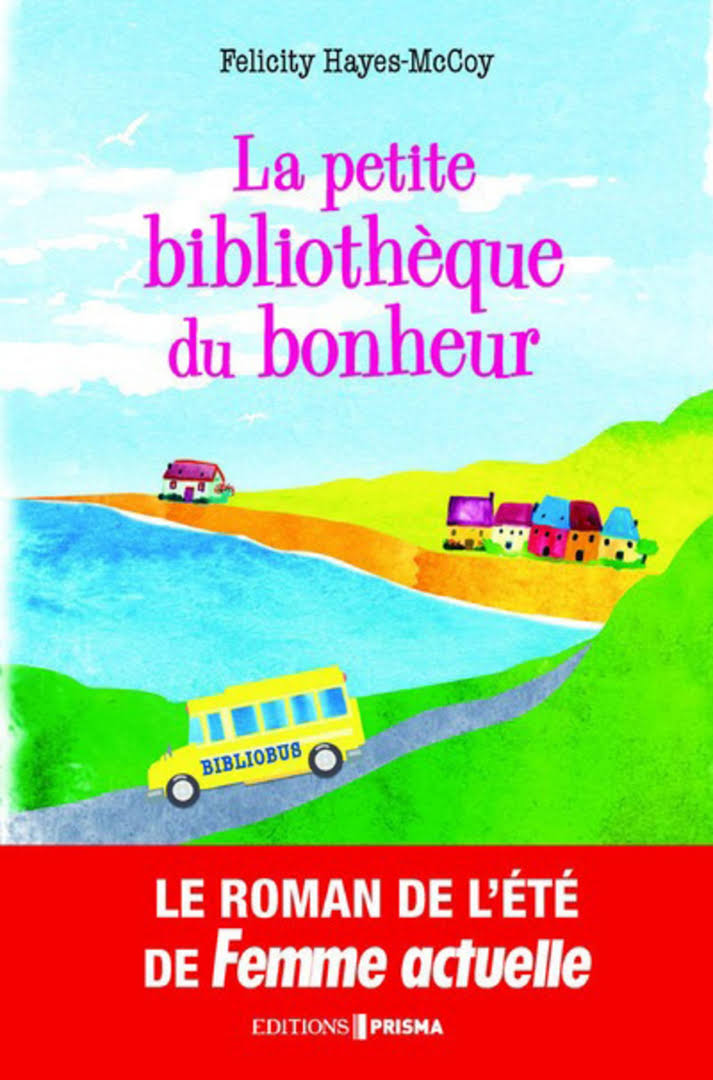 Felicity Hayes-McCoy
La petite
bibliothèque
du bonheur
BIBLIOBUS
LE ROMAN DE L'ÉTÉ
DE Femme actuelle
EDITIONS PRISMA